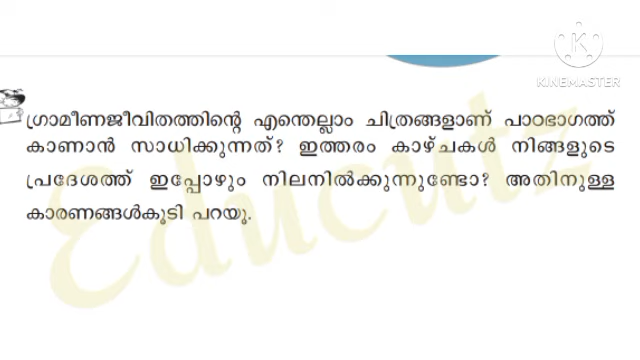 K
KINEMASTER
ഗ്രാമീണജീവിതത്തിന്റെ എന്തെല്ലാം ചിത്രങ്ങളാണ് പാഠഭാഗത്ത്
കാണാൻ സാധിക്കുന്നത്? ഇത്തരം കാഴ്ചകൾ നിങ്ങളുടെ
പ്രദേശത്ത് ഇപ്പോഴും നിലനിൽക്കുന്നുണ്ടോ? അതിനുള്ള
കാരണങ്ങൾകൂടി പറയൂ.
Educutz